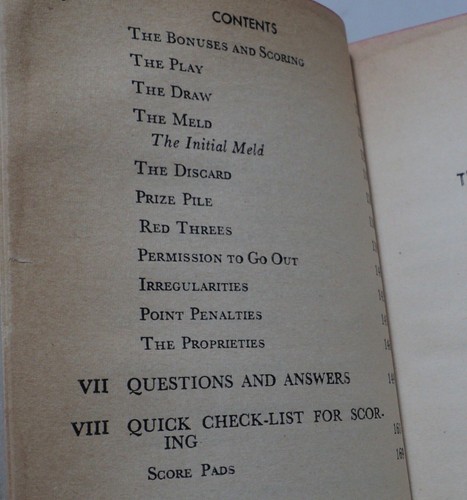 CONTENTS
THE BONUSES AND SCORING
THE PLAY
THE DRAW
THE MELD
The Initial Meld
THE DISCARD
PRIZE PILE
RED THREES
PERMISSION TO GO OUT
IRREGULARITIES
POINT PENALTIES
THE PROPRIETIES
VII QUESTIONS AND ANSWERS
VIII QUICK CHECK-LIST FOR SCOR-
ING
SCORE PADS